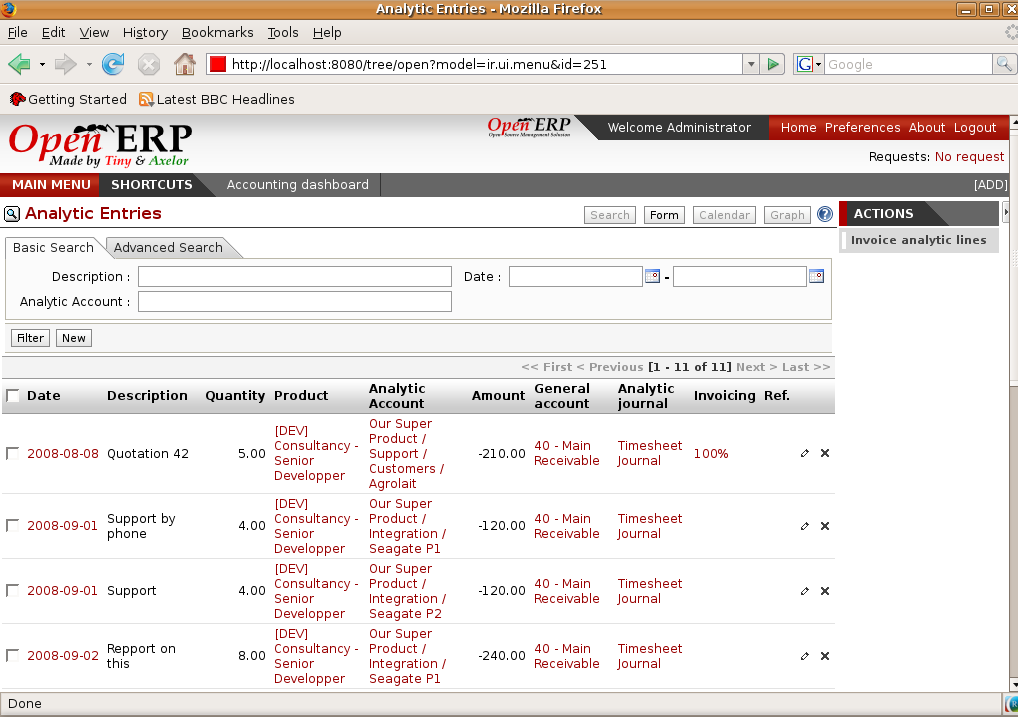 Analytic Entries - Mozilla Firefox
File Edit View History Bookmarks Tools Help
http://localhost:8080/tree/open?model=ir.ui.menu&id=251
G Google
Getting Started Latest BBC Headlines
Open ERP
Made by Tiny & Axelor
Open ERP
Open Source Management Solution
Welcome Administrator
Home Preferences About Logout
Requests: No request
MAIN MENU SHORTCUTS Accounting dashboard [ADD]
Analytic Entries
Search Form Calendar Graph ?
ACTIONS
Invoice analytic lines
Basic Search Advanced Search
Description : Date : -
Analytic Account :
Filter New
<< First < Previous [1 - 11 of 11] Next > Last >>
Date Description Quantity Product Analytic Account Amount General account Analytic journal Invoicing Ref.
2008-08-08 Quotation 42 5.00 [DEV] Consultancy - Senior Developper Our Super Product / Support / Customers / Agrolait -210.00 40 - Main Receivable Timesheet Journal 100%
2008-09-01 Support by phone 4.00 [DEV] Consultancy - Senior Developper Our Super Product / Integration / Seagate P1 -120.00 40 - Main Receivable Timesheet Journal
2008-09-01 Support 4.00 [DEV] Consultancy - Senior Developper Our Super Product / Integration / Seagate P2 -120.00 40 - Main Receivable Timesheet Journal
2008-09-02 Repport on this 8.00 [DEV] Consultancy - Senior Developper Our Super Product / Integration / Seagate P1 -240.00 40 - Main Receivable Timesheet Journal
Done